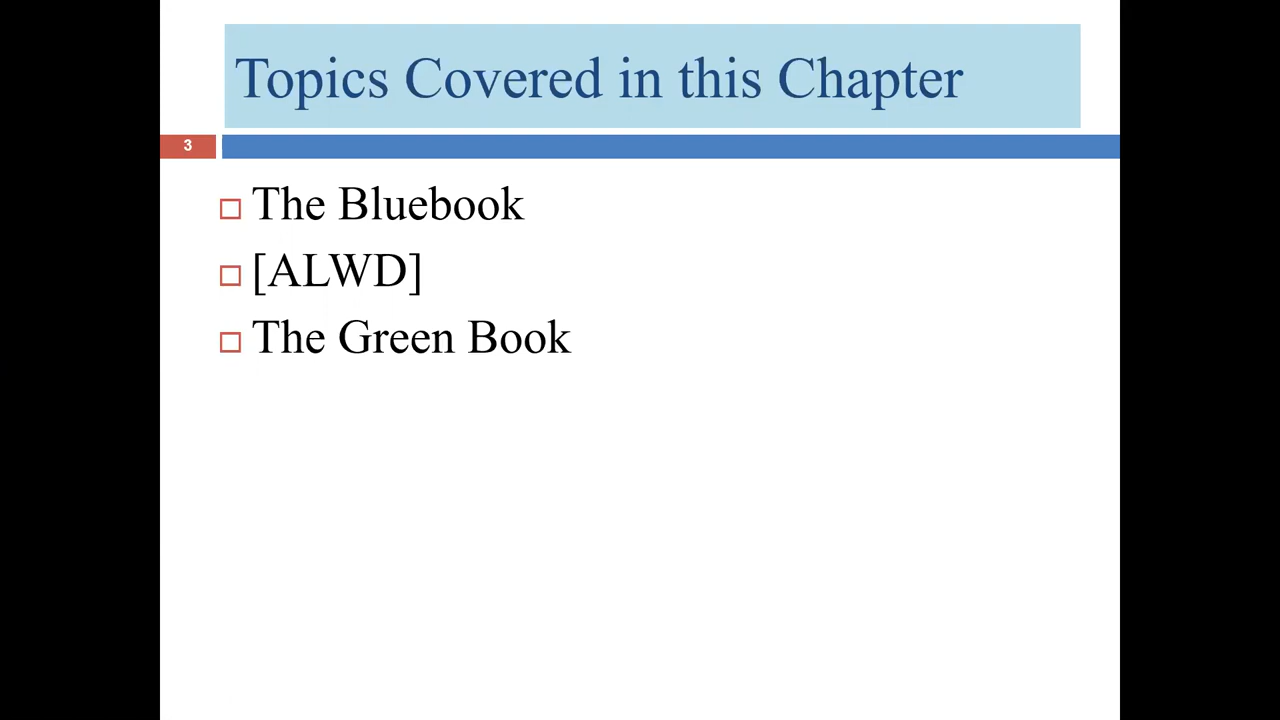 Topics Covered in this Chapter
3
The Bluebook
[ALWD]
The Green Book